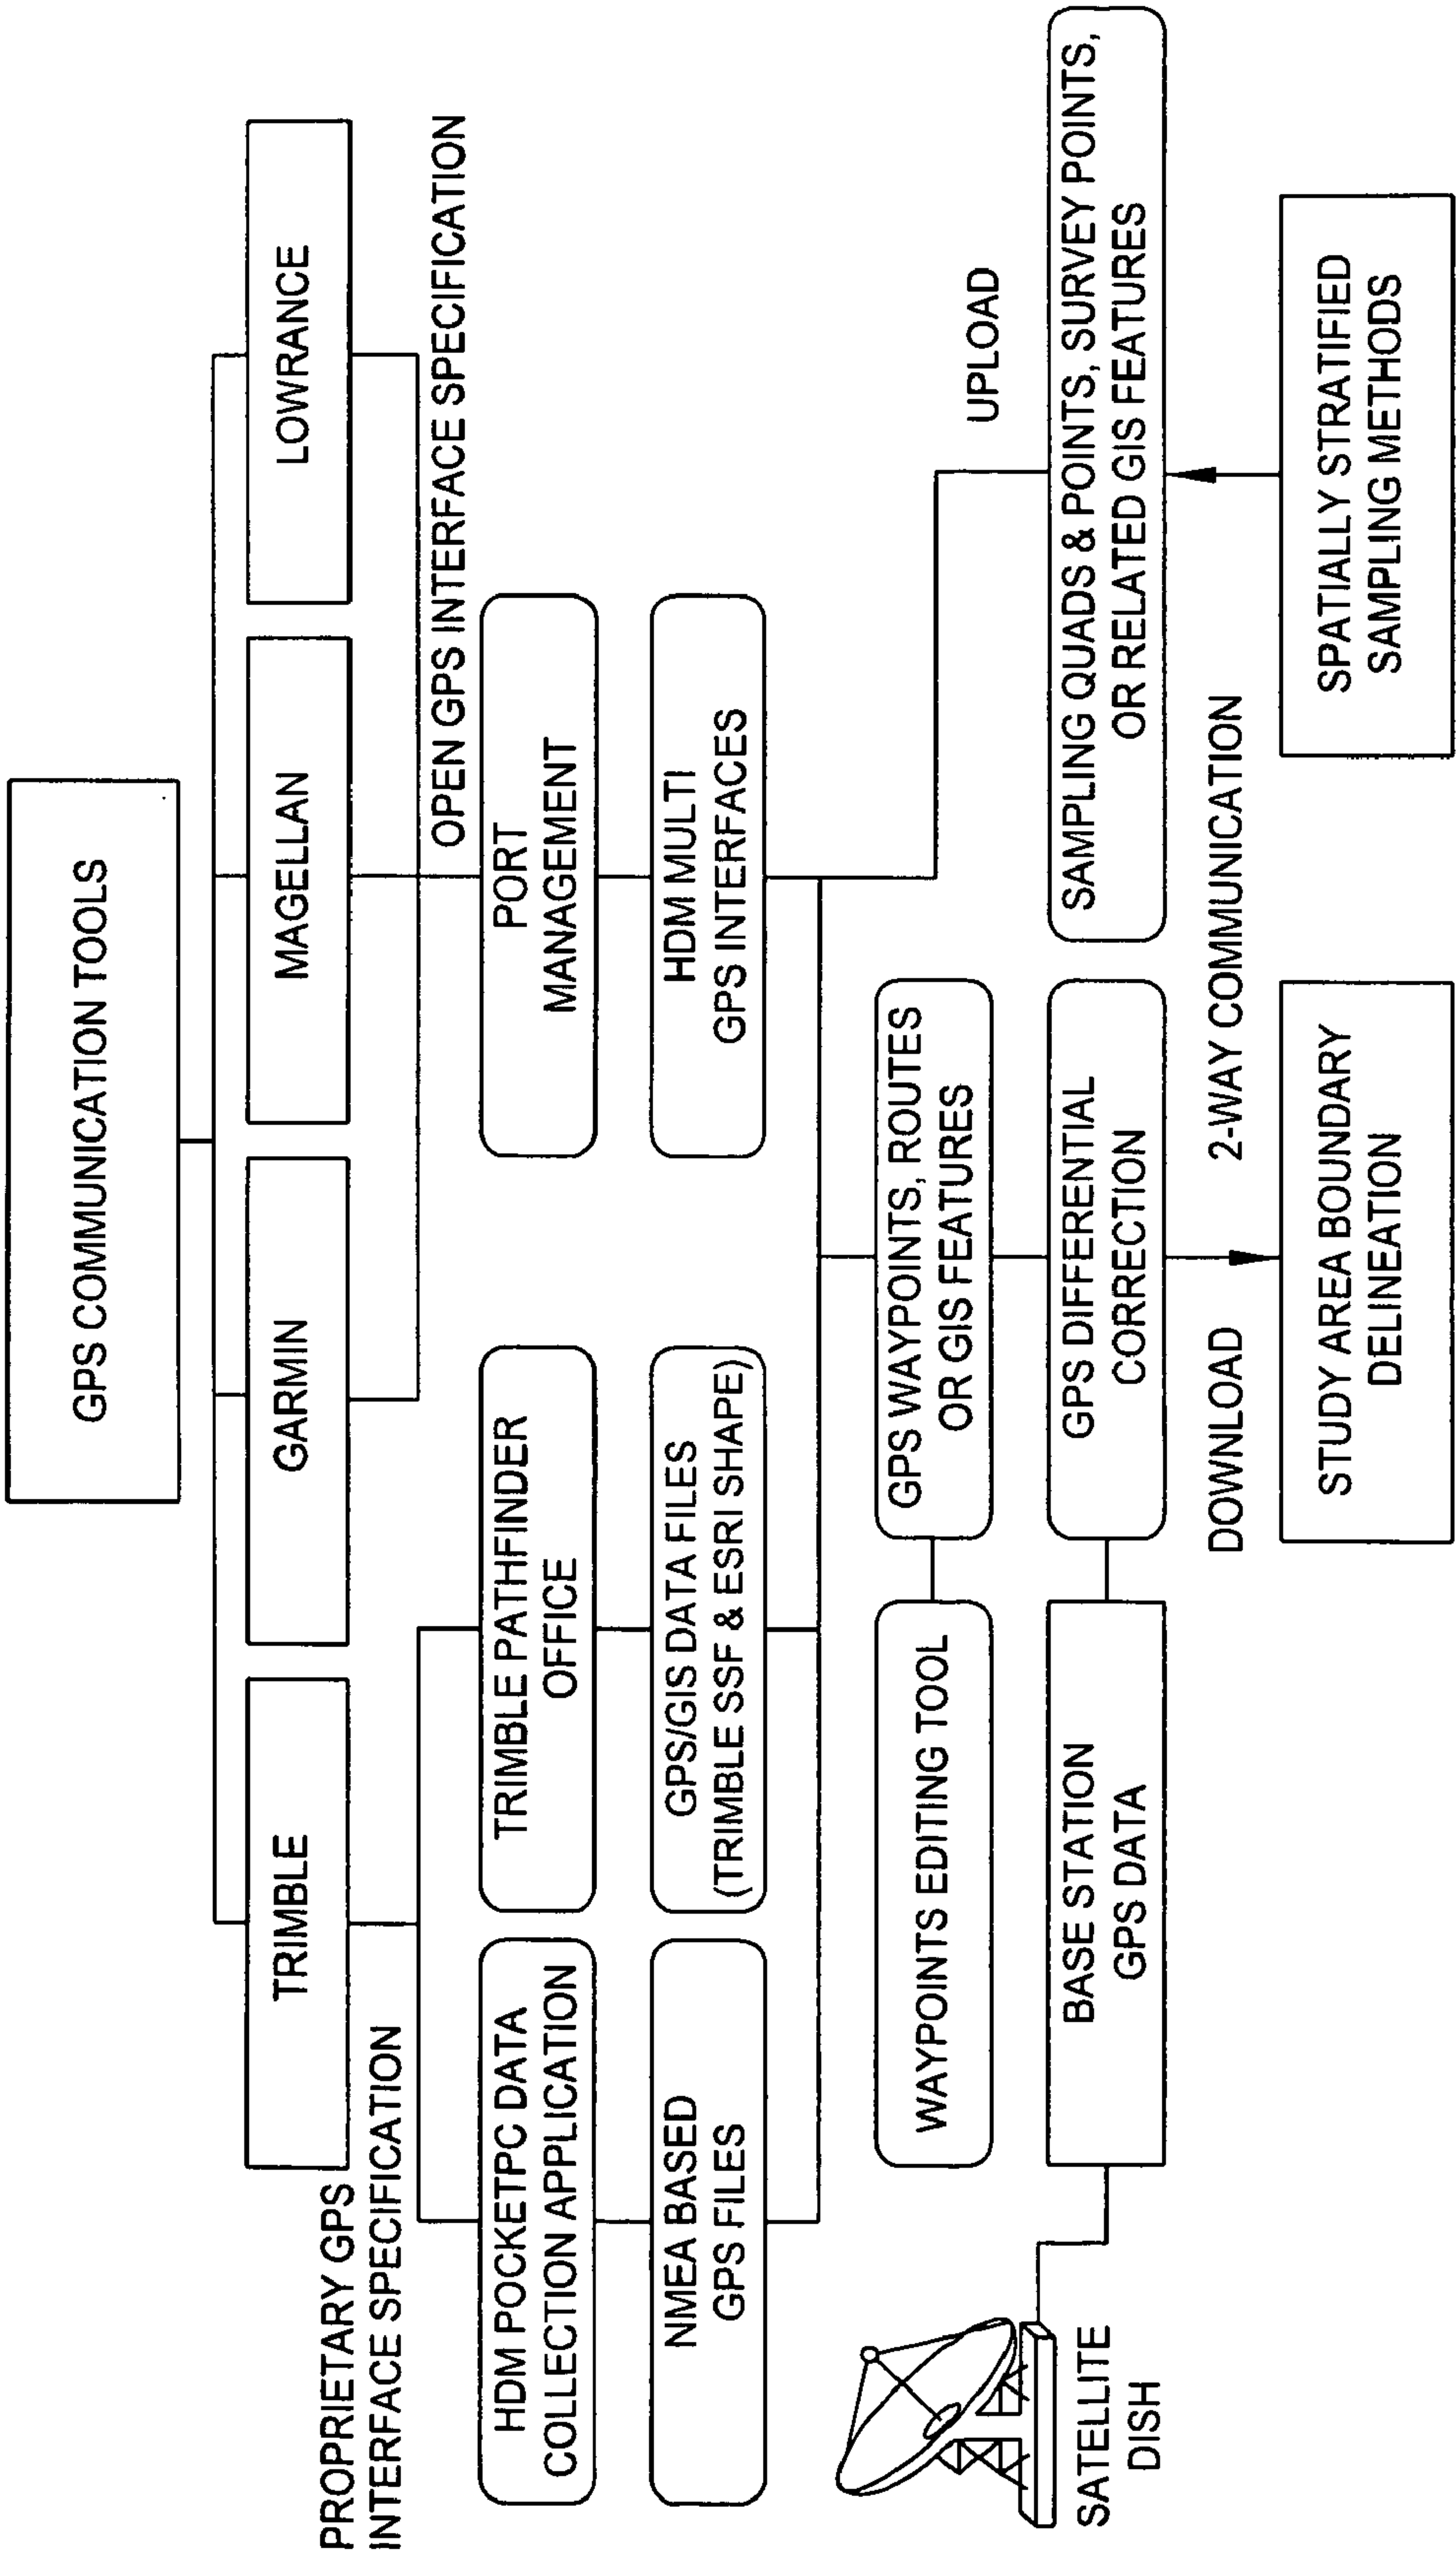 GPS COMMUNICATION TOOLS
TRIMBLE
GARMIN
MAGELLAN
LOWRANCE
PROPRIETARY GPS
INTERFACE SPECIFICATION
OPEN GPS INTERFACE SPECIFICATION
HDM POCKETPC DATA
COLLECTION APPLICATION
TRIMBLE PATHFINDER
OFFICE
PORT
MANAGEMENT
NMEA BASED
GPS FILES
GPS/GIS DATA FILES
(TRIMBLE SSF & ESRI SHAPE)
HDM MULTI
GPS INTERFACES
WAYPOINTS EDITING TOOL
GPS WAYPOINTS, ROUTES
OR GIS FEATURES
UPLOAD
SATELLITE
DISH
BASE STATION
GPS DATA
GPS DIFFERENTIAL
CORRECTION
SAMPLING QUADS & POINTS, SURVEY POINTS,
OR RELATED GIS FEATURES
DOWNLOAD
2-WAY COMMUNICATION
STUDY AREA BOUNDARY
DELINEATION
SPATIALLY STRATIFIED
SAMPLING METHODS